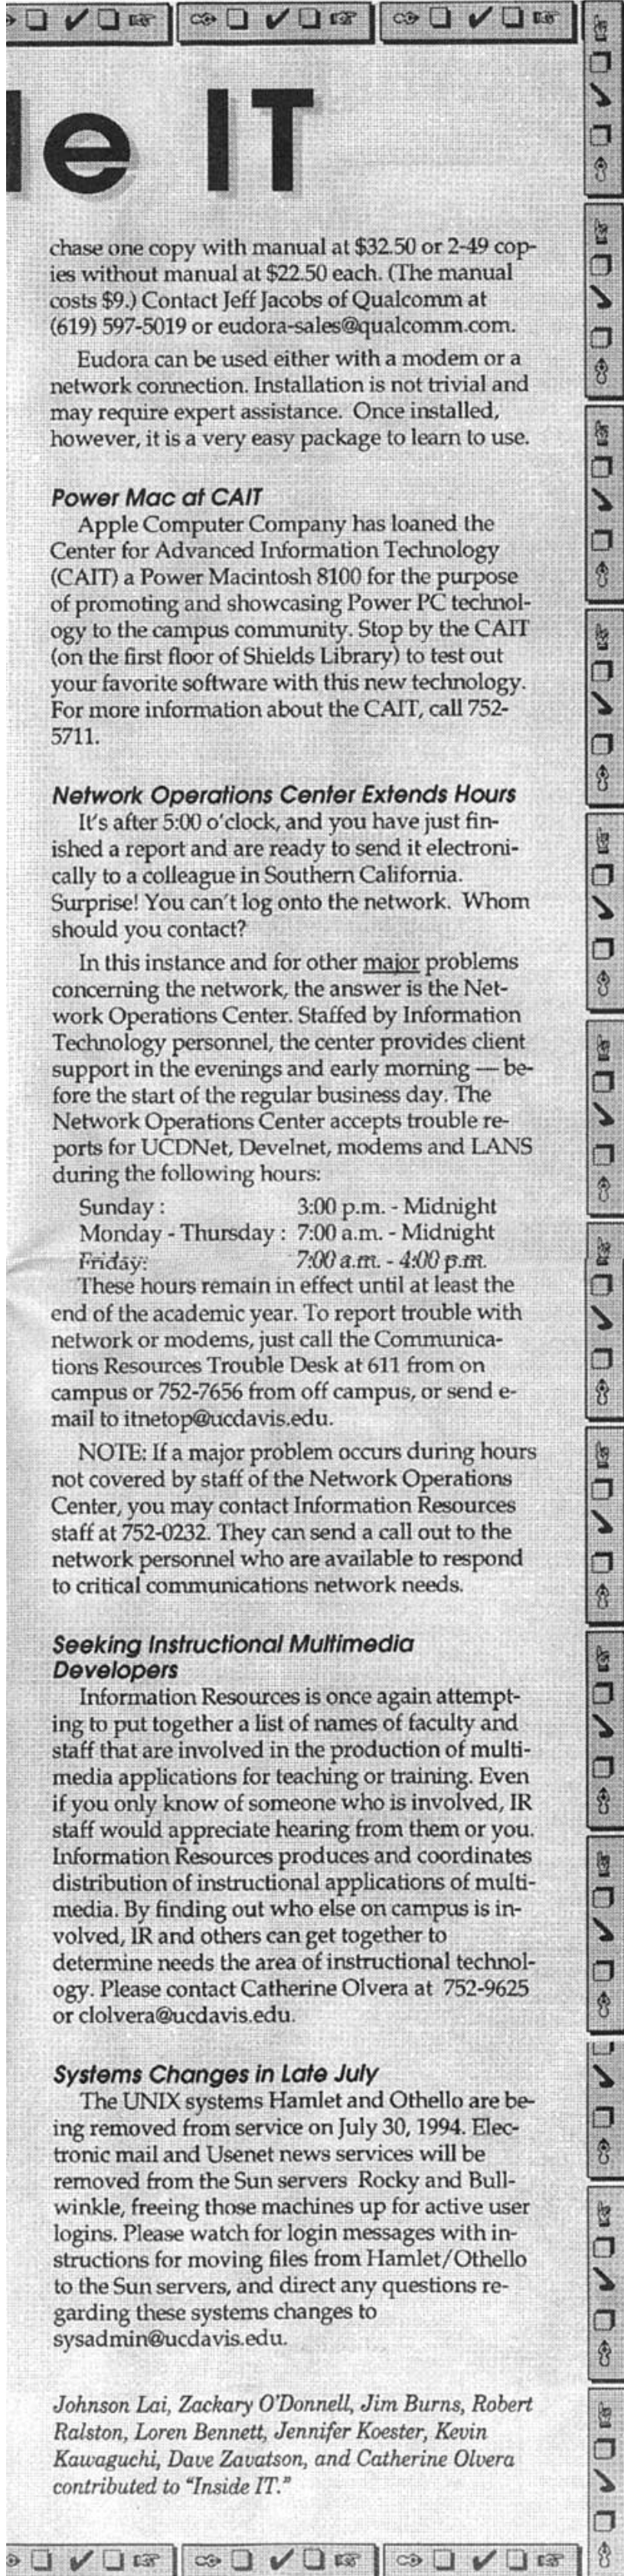 le IT
chase one copy with manual at $32.50 or 2-49 cop-
ies without manual at $22.50 each. (The manual
costs $9.) Contact Jeff Jacobs of Qualcomm at
(619) 597-5019 or eudora-sales@qualcomm.com.
Eudora can be used either with a modem or a
network connection. Installation is not trivial and
may require expert assistance. Once installed,
however, it is a very easy package to learn to use.
Power Mac at CAIT
Apple Computer Company has loaned the
Center for Advanced Information Technology
(CAIT) a Power Macintosh 8100 for the purpose
of promoting and showcasing Power PC technol-
ogy to the campus community. Stop by the CAIT
(on the first floor of Shields Library) to test out
your favorite software with this new technology.
For more information about the CAIT, call 752-
5711.
Network Operations Center Extends Hours
It's after 5:00 o'clock, and you have just fin-
ished a report and are ready to send it electroni-
cally to a colleague in Southern California.
Surprise! You can't log onto the network. Whom
should you contact?
In this instance and for other major problems
concerning the network, the answer is the Net-
work Operations Center. Staffed by Information
Technology personnel, the center provides client
support in the evenings and early morning — be-
fore the start of the regular business day. The
Network Operations Center accepts trouble re-
ports for UCDNet, Develnet, modems and LANS
during the following hours:
Sunday : 3:00 p.m. - Midnight
Monday - Thursday : 7:00 a.m. - Midnight
Friday: 7:00 a.m. - 4:00 p.m.
These hours remain in effect until at least the
end of the academic year. To report trouble with
network or modems, just call the Communica-
tions Resources Trouble Desk at 611 from on
campus or 752-7656 from off campus, or send e-
mail to itnetop@ucdavis.edu.
NOTE: If a major problem occurs during hours
not covered by staff of the Network Operations
Center, you may contact Information Resources
staff at 752-0232. They can send a call out to the
network personnel who are available to respond
to critical communications network needs.
Seeking Instructional Multimedia
Developers
Information Resources is once again attempt-
ing to put together a list of names of faculty and
staff that are involved in the production of multi-
media applications for teaching or training. Even
if you only know of someone who is involved, IR
staff would appreciate hearing from them or you.
Information Resources produces and coordinates
distribution of instructional applications of multi-
media. By finding out who else on campus is in-
volved, IR and others can get together to
determine needs the area of instructional technol-
ogy. Please contact Catherine Olvera at 752-9625
or clolvera@ucdavis.edu.
Systems Changes in Late July
The UNIX systems Hamlet and Othello are be-
ing removed from service on July 30, 1994. Elec-
tronic mail and Usenet news services will be
removed from the Sun servers Rocky and Bull-
winkle, freeing those machines up for active user
logins. Please watch for login messages with in-
structions for moving files from Hamlet/Othello
to the Sun servers, and direct any questions re-
garding these systems changes to
sysadmin@ucdavis.edu.
Johnson Lai, Zackary O'Donnell, Jim Burns, Robert
Ralston, Loren Bennett, Jennifer Koester, Kevin
Kawaguchi, Dave Zavatson, and Catherine Olvera
contributed to "Inside IT."